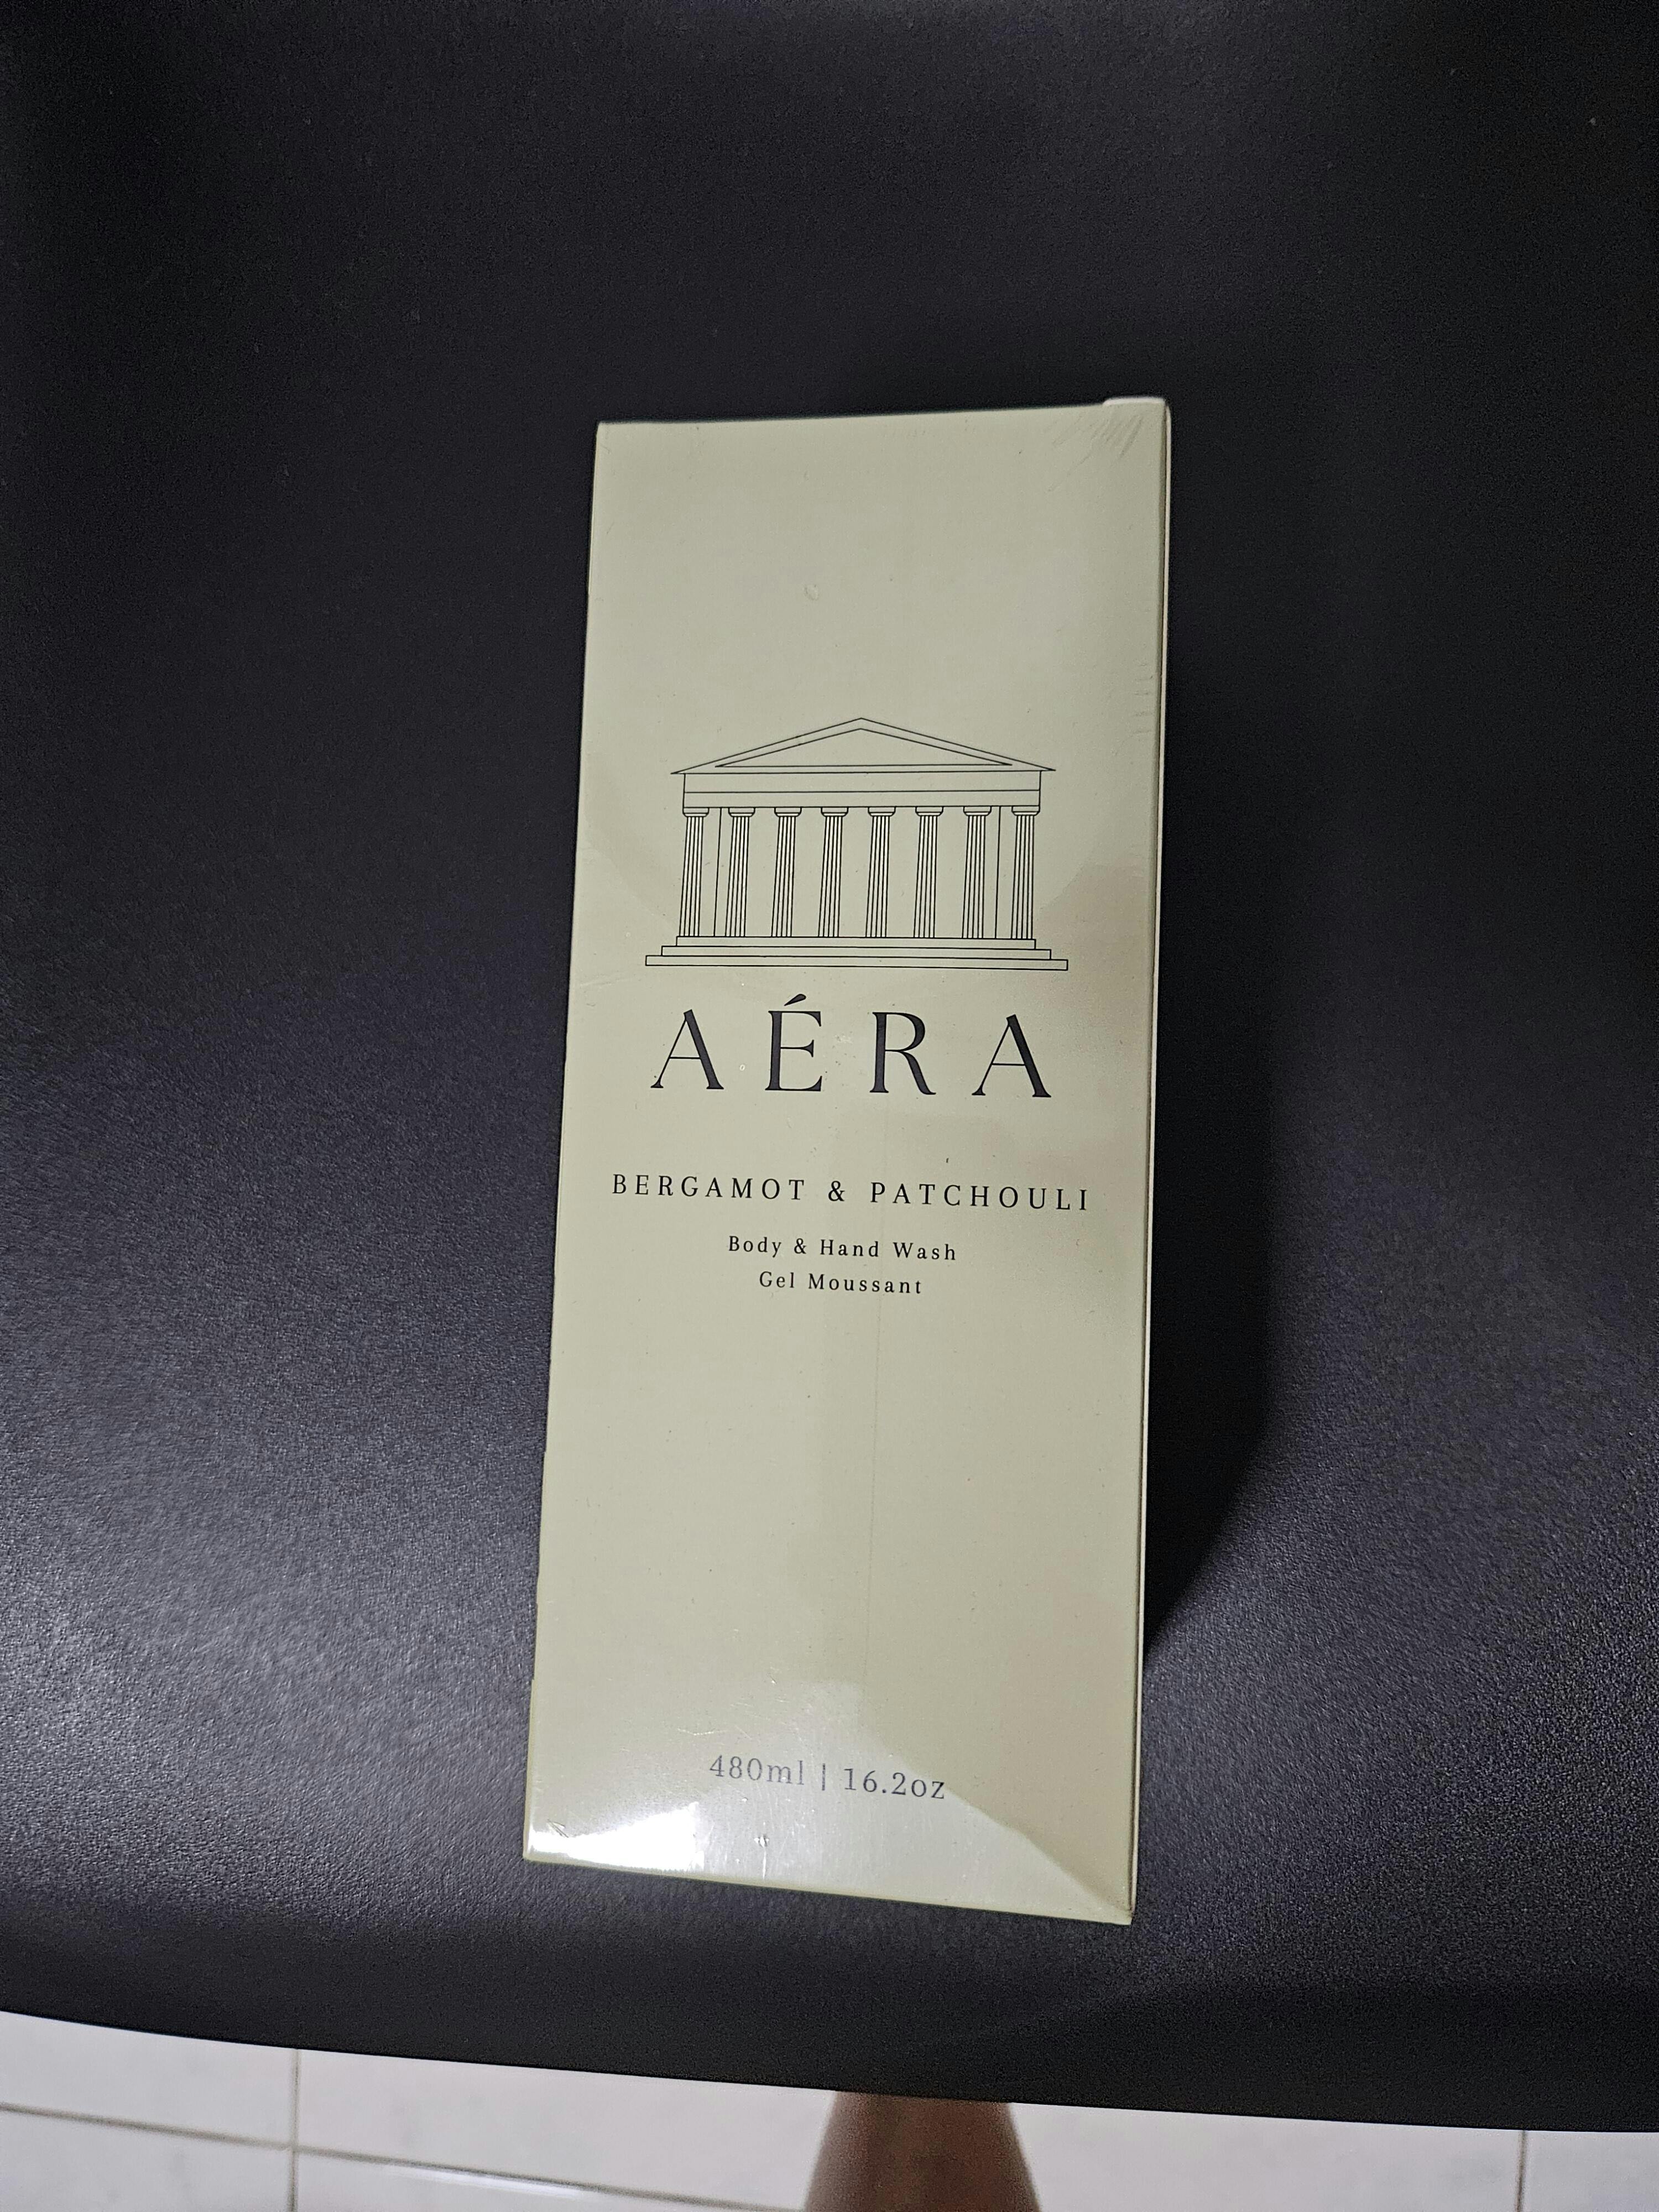 AÉRA
BERGAMOT & PATCHOULI
Body & Hand Wash
Gel Moussant
480ml | 16.2oz